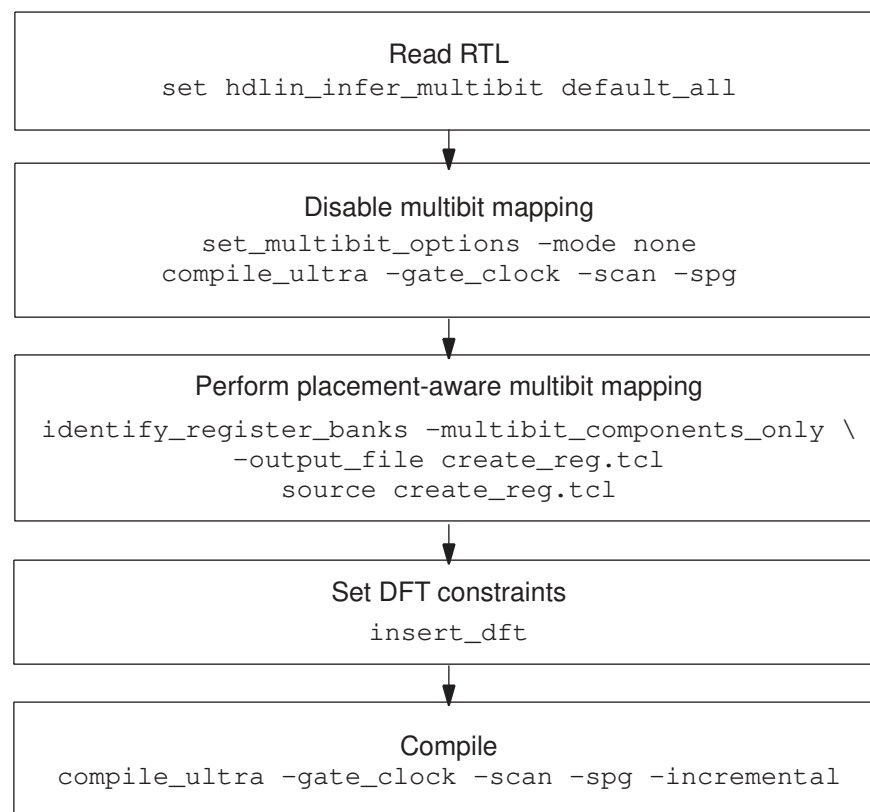 Read RTL
set hdlin_infer_multibit default_all
Disable multibit mapping
set_multibit_options -mode none
compile_ultra -gate_clock -scan -spg
Perform placement-aware multibit mapping
identify_register_banks -multibit_components_only \
-output_file create_reg.tcl
source create_reg.tcl
Set DFT constraints
insert_dft
Compile
compile_ultra -gate_clock -scan -spg -incremental